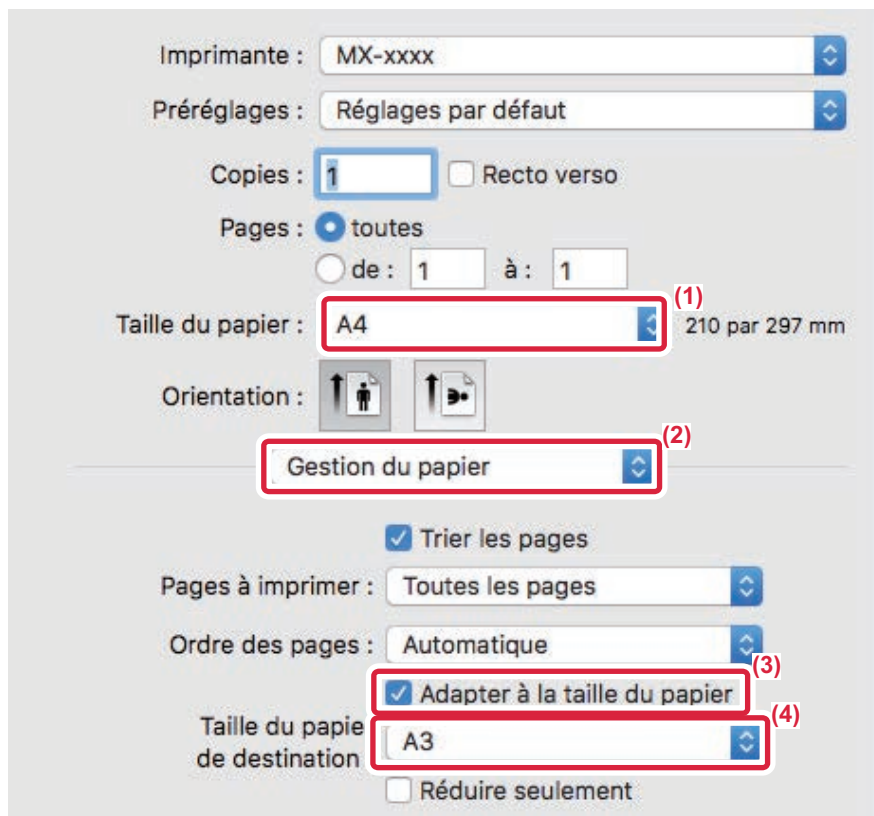 Imprimante : MX-xxxx
Préréglages : Réglages par défaut
Copies : 1 Recto verso
Pages : toutes
de : 1 à : 1
(1)
Taille du papier : A4 210 par 297 mm
Orientation :
(2)
Gestion du papier
Trier les pages
Pages à imprimer : Toutes les pages
Ordre des pages : Automatique
(3)
Adapter à la taille du papier
(4)
Taille du papie
de destination A3
Réduire seulement